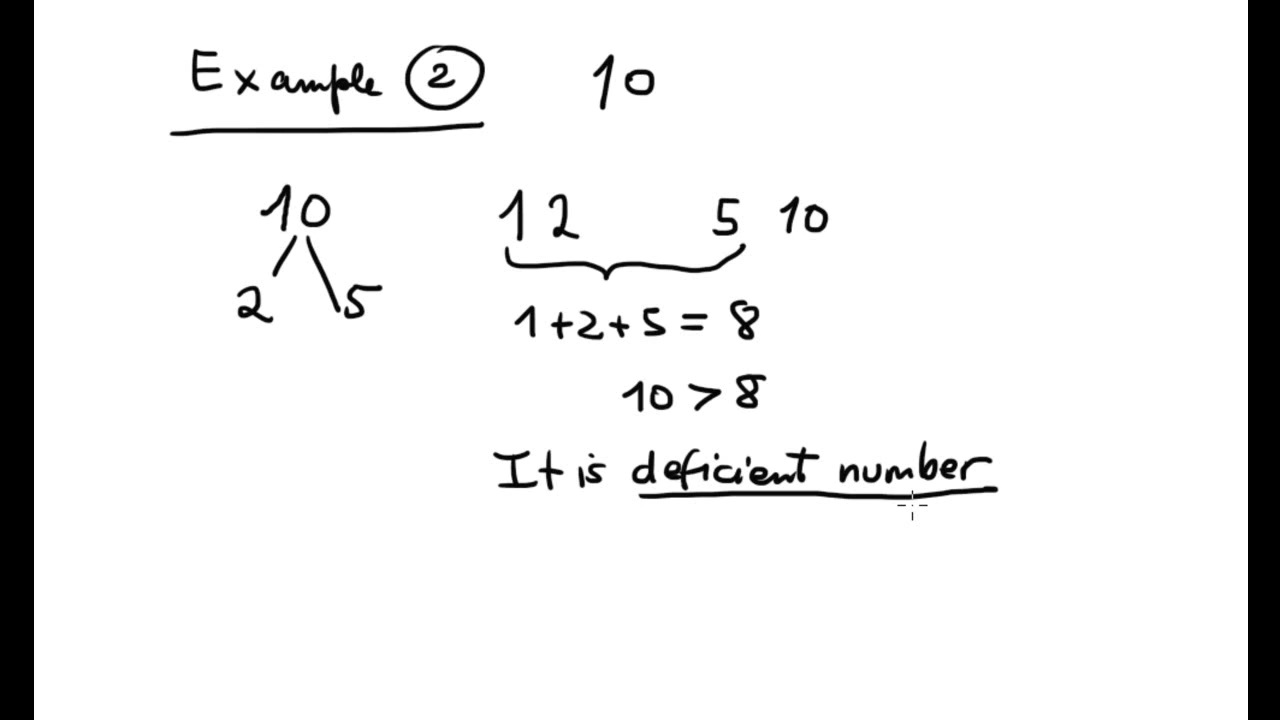 Example 2 10
10 1 2 5 10
2 5
1+2+5 = 8
10 > 8
It is deficient number